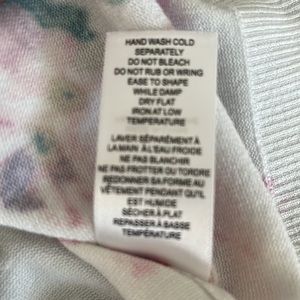 HAND WASH COLD
SEPARATELY
DO NOT BLEACH
DO NOT RUB OR WRING
EASE TO SHAPE
WHILE DAMP
DRY FLAT
IRON AT LOW
TEMPERATURE
LAVER SÉPARÉMENT À
LA MAIN À L'EAU FROIDE
NE PAS BLANCHIR
NE PAS FROTTER OU TORDRE
REDONNER SA FORME AU
VÊTEMENT PENDANT QU'IL
EST HUMIDE
SÉCHER À PLAT
REPASSER À BASSE
TEMPÉRATURE